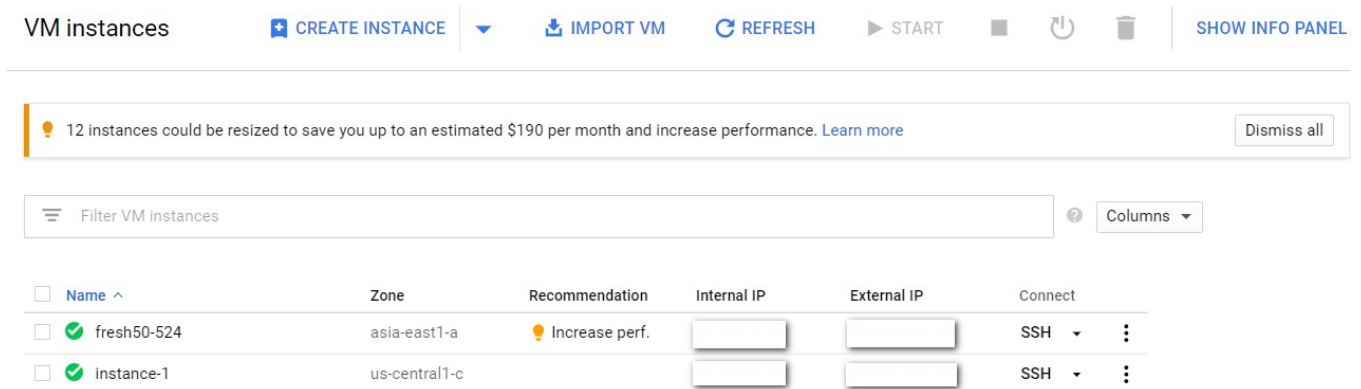 VM instances CREATE INSTANCE IMPORT VM REFRESH START SHOW INFO PANEL
12 instances could be resized to save you up to an estimated $190 per month and increase performance. Learn more Dismiss all
Filter VM instances ? Columns
Name Zone Recommendation Internal IP External IP Connect
fresh50-524 asia-east1-a Increase perf. SSH
instance-1 us-central1-c SSH